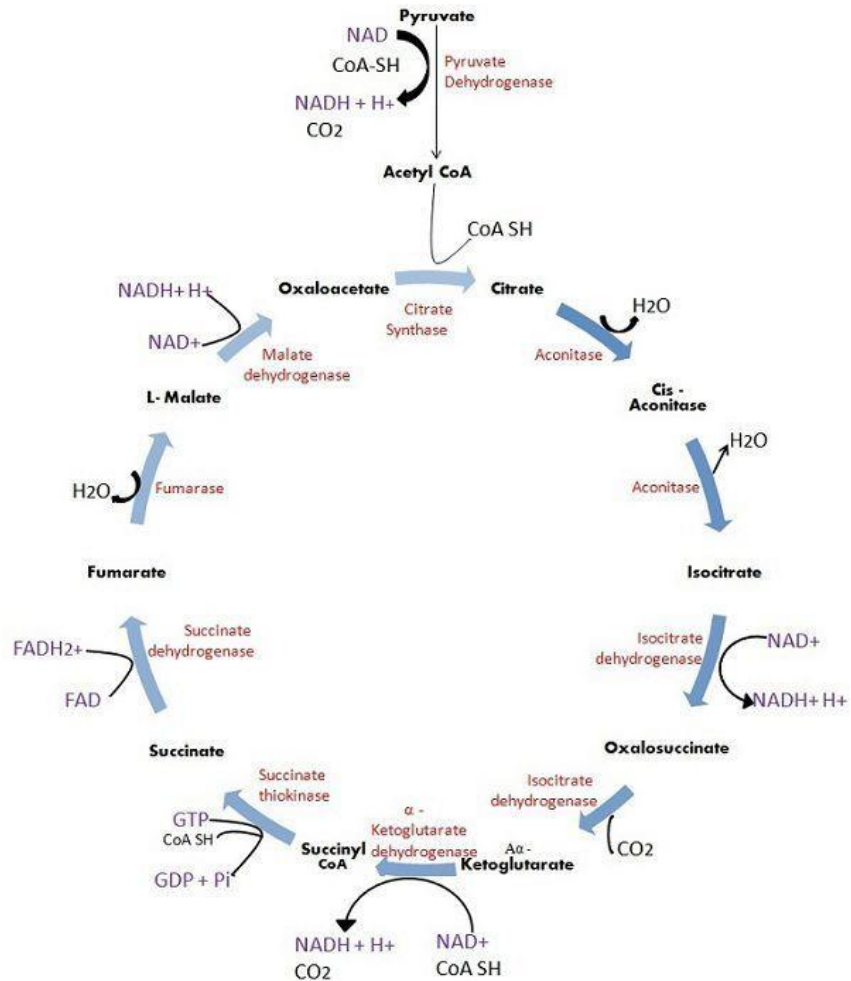 Pyruvate
NAD
CoA-SH
NADH + H+
CO2
Pyruvate
Dehydrogenase
Acetyl CoA
CoA SH
Oxaloacetate
Citrate
Citrate
Synthase
H2O
Aconitase
Cis -
Aconitase
H2O
Aconitase
Isocitrate
Isocitrate
dehydrogenase
NAD+
NADH+ H+
Oxalosuccinate
Isocitrate
dehydrogenase
CO2
Aα -
Ketoglutarate
α -
Ketoglutarate
dehydrogenase
NAD+
CoA SH
NADH + H+
CO2
Succinyl
CoA
Succinate
thiokinase
GTP
CoA SH
GDP + Pi
Succinate
Succinate
dehydrogenase
FADH2+
FAD
Fumarate
Fumarase
H2O
L- Malate
Malate
dehydrogenase
NADH+ H+
NAD+